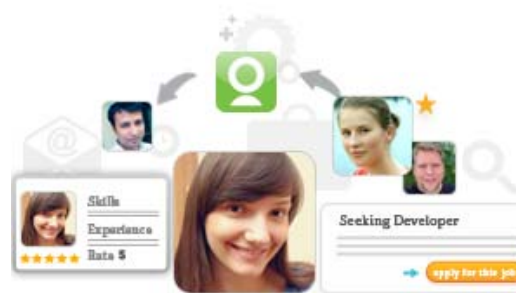 @
Skills
Experience
Rate $
Seeking Developer
apply for this job